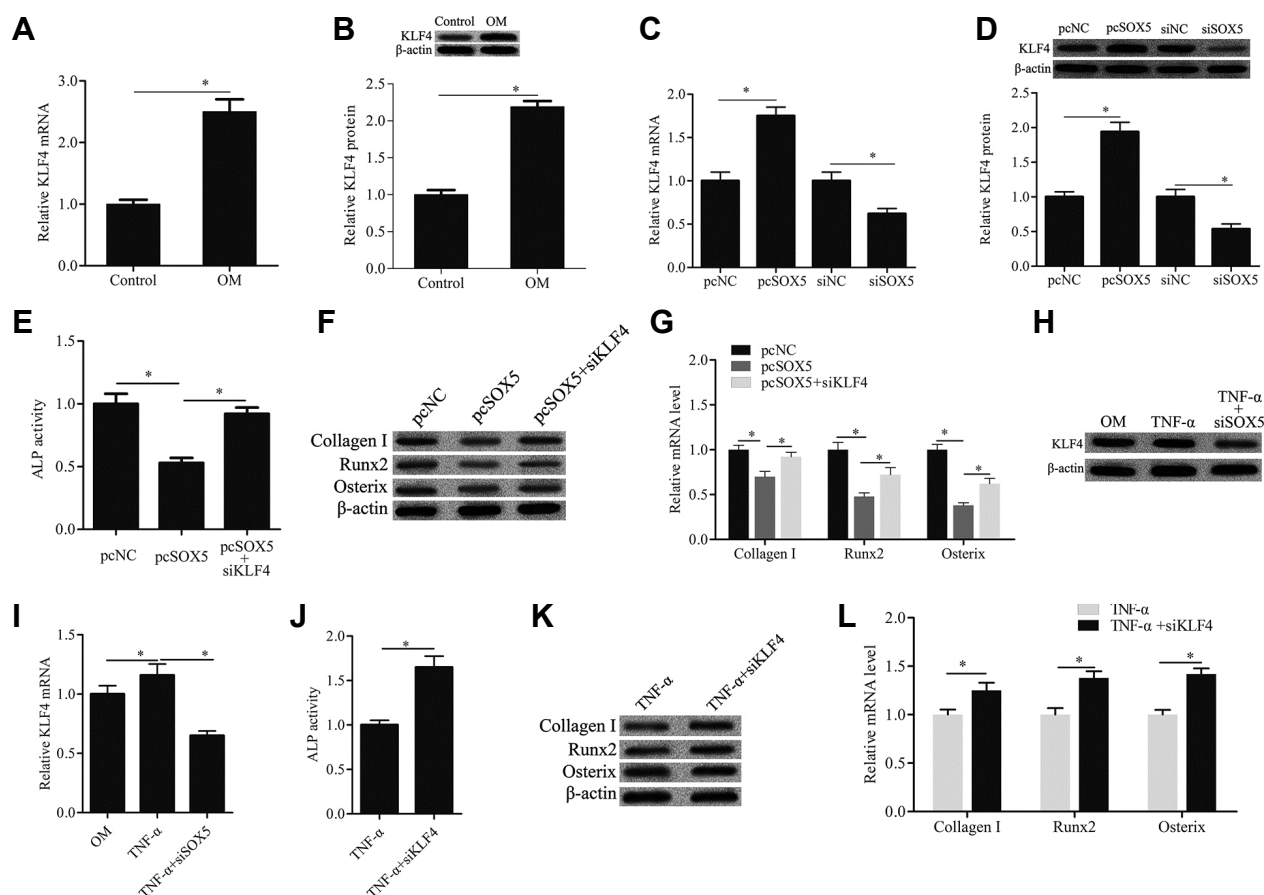 A
Relative KLF4 mRNA
3.0
2.0
1.0
0.0
*
Control
OM
B
Control OM
KLF4
β-actin
Relative KLF4 protein
2.5
2.0
1.5
1.0
0.5
0.0
*
Control
OM
C
Relative KLF4 mRNA
2.0
1.5
1.0
0.5
0.0
*
*
pcNC pcSOX5 siNC siSOX5
D
pcNC pcSOX5 siNC siSOX5
KLF4
β-actin
Relative KLF4 protein
2.5
2.0
1.5
1.0
0.5
0.0
*
*
pcNC pcSOX5 siNC siSOX5
E
ALP activity
1.5
1.0
0.5
0.0
*
*
pcNC
pcSOX5
pcSOX5
+
siKLF4
F
pcNC
pcSOX5
pcSOX5+siKLF4
Collagen I
Runx2
Osterix
β-actin
G
pcNC
pcSOX5
pcSOX5+siKLF4
Relative mRNA level
2.0
1.5
1.0
0.5
0.0
* *
* *
* *
Collagen I Runx2 Osterix
H
OM
TNF-α
TNF-α
+
siSOX5
KLF4
β-actin
I
Relative KLF4 mRNA
1.5
1.0
0.5
0.0
*
*
OM
TNF-α
TNF-α+siSOX5
J
ALP activity
2.0
1.5
1.0
0.5
0.0
*
TNF-α
TNF-α+siKLF4
K
TNF-α
TNF-α+siKLF4
Collagen I
Runx2
Osterix
β-actin
L
TNF-α
TNF-α +siKLF4
Relative mRNA level
2.0
1.5
1.0
0.5
0.0
*
*
*
Collagen I Runx2 Osterix